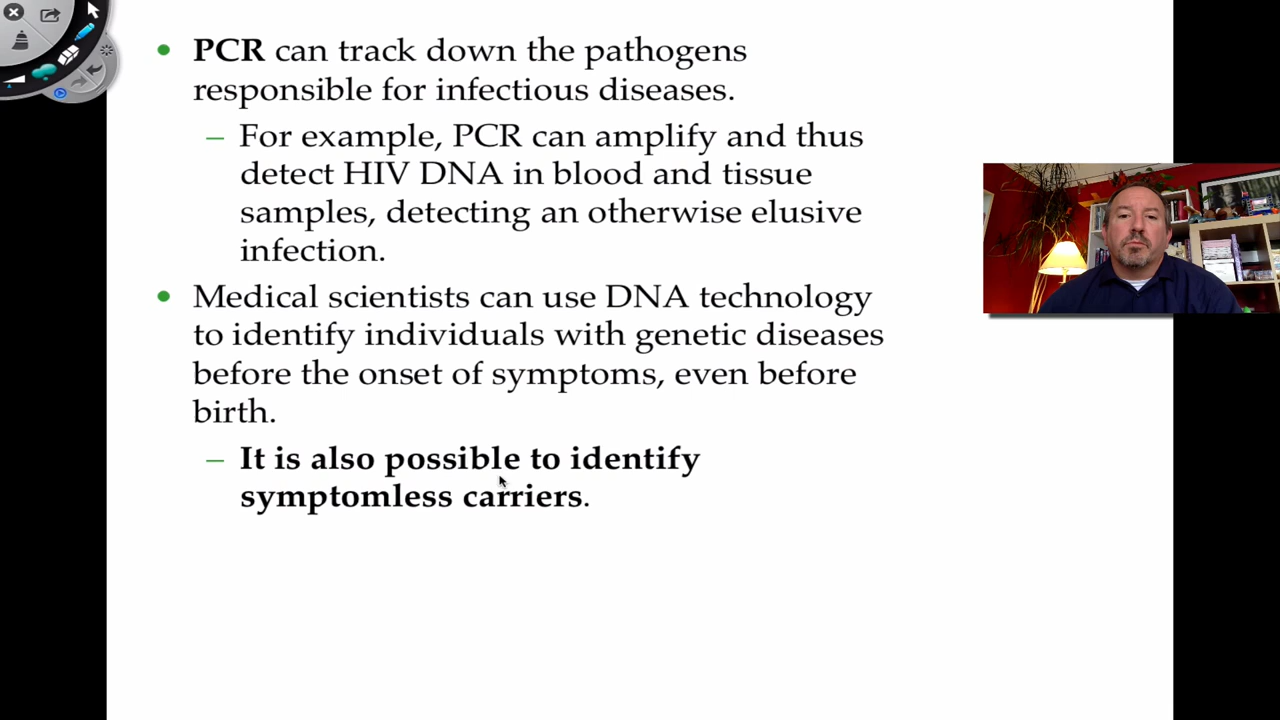 • PCR can track down the pathogens
responsible for infectious diseases.
– For example, PCR can amplify and thus
detect HIV DNA in blood and tissue
samples, detecting an otherwise elusive
infection.
• Medical scientists can use DNA technology
to identify individuals with genetic diseases
before the onset of symptoms, even before
birth.
– It is also possible to identify
symptomless carriers.